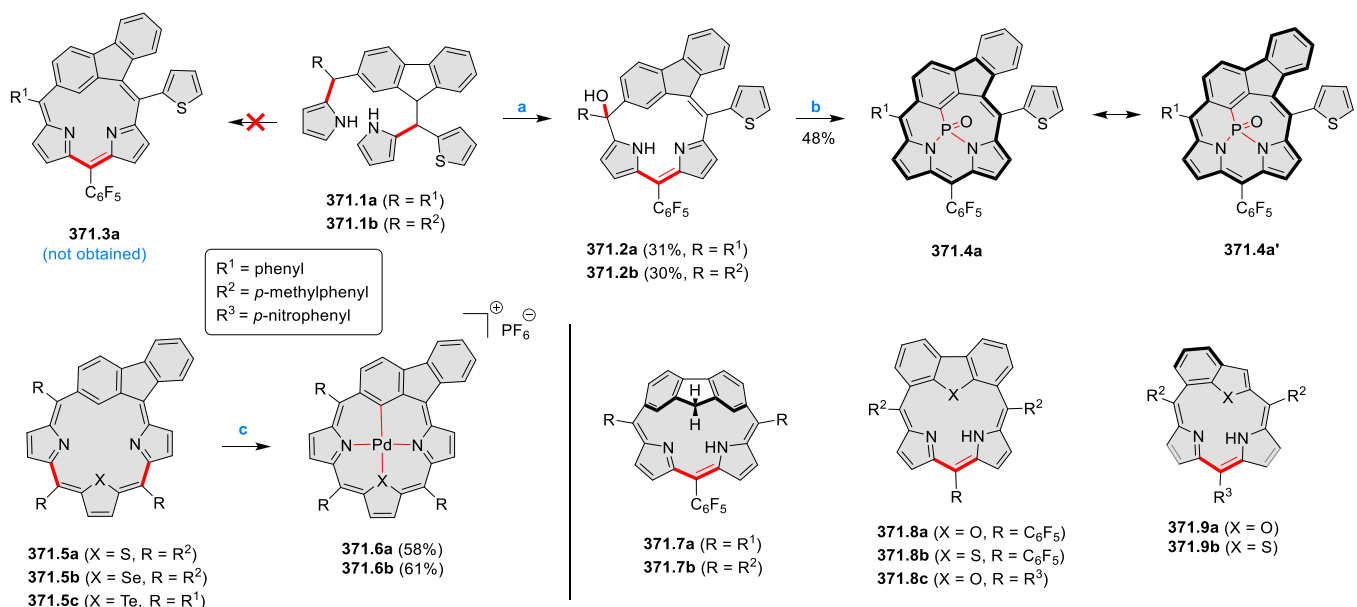 R1
S
N
N
C6F5
371.3a
(not obtained)
R
NH
H
N
S
371.1a (R = R1)
371.1b (R = R2)
a
HO
R
S
NH
N
C6F5
371.2a (31%, R = R1)
371.2b (30%, R = R2)
b
48%
R1
P
O
S
N
N
C6F5
371.4a
R1
P
O
S
N
N
C6F5
371.4a'
R1 = phenyl
R2 = p-methylphenyl
R3 = p-nitrophenyl
R
N
N
X
R
R
371.5a (X = S, R = R2)
371.5b (X = Se, R = R2)
371.5c (X = Te, R = R1)
c
+
PF6 −
R
N
Pd
N
X
R
R
371.6a (58%)
371.6b (61%)
H
H
R
R
N
HN
C6F5
371.7a (R = R1)
371.7b (R = R2)
X
R2
R2
N
HN
R
371.8a (X = O, R = C6F5)
371.8b (X = S, R = C6F5)
371.8c (X = O, R = R3)
X
R2
R2
N
HN
R3
371.9a (X = O)
371.9b (X = S)